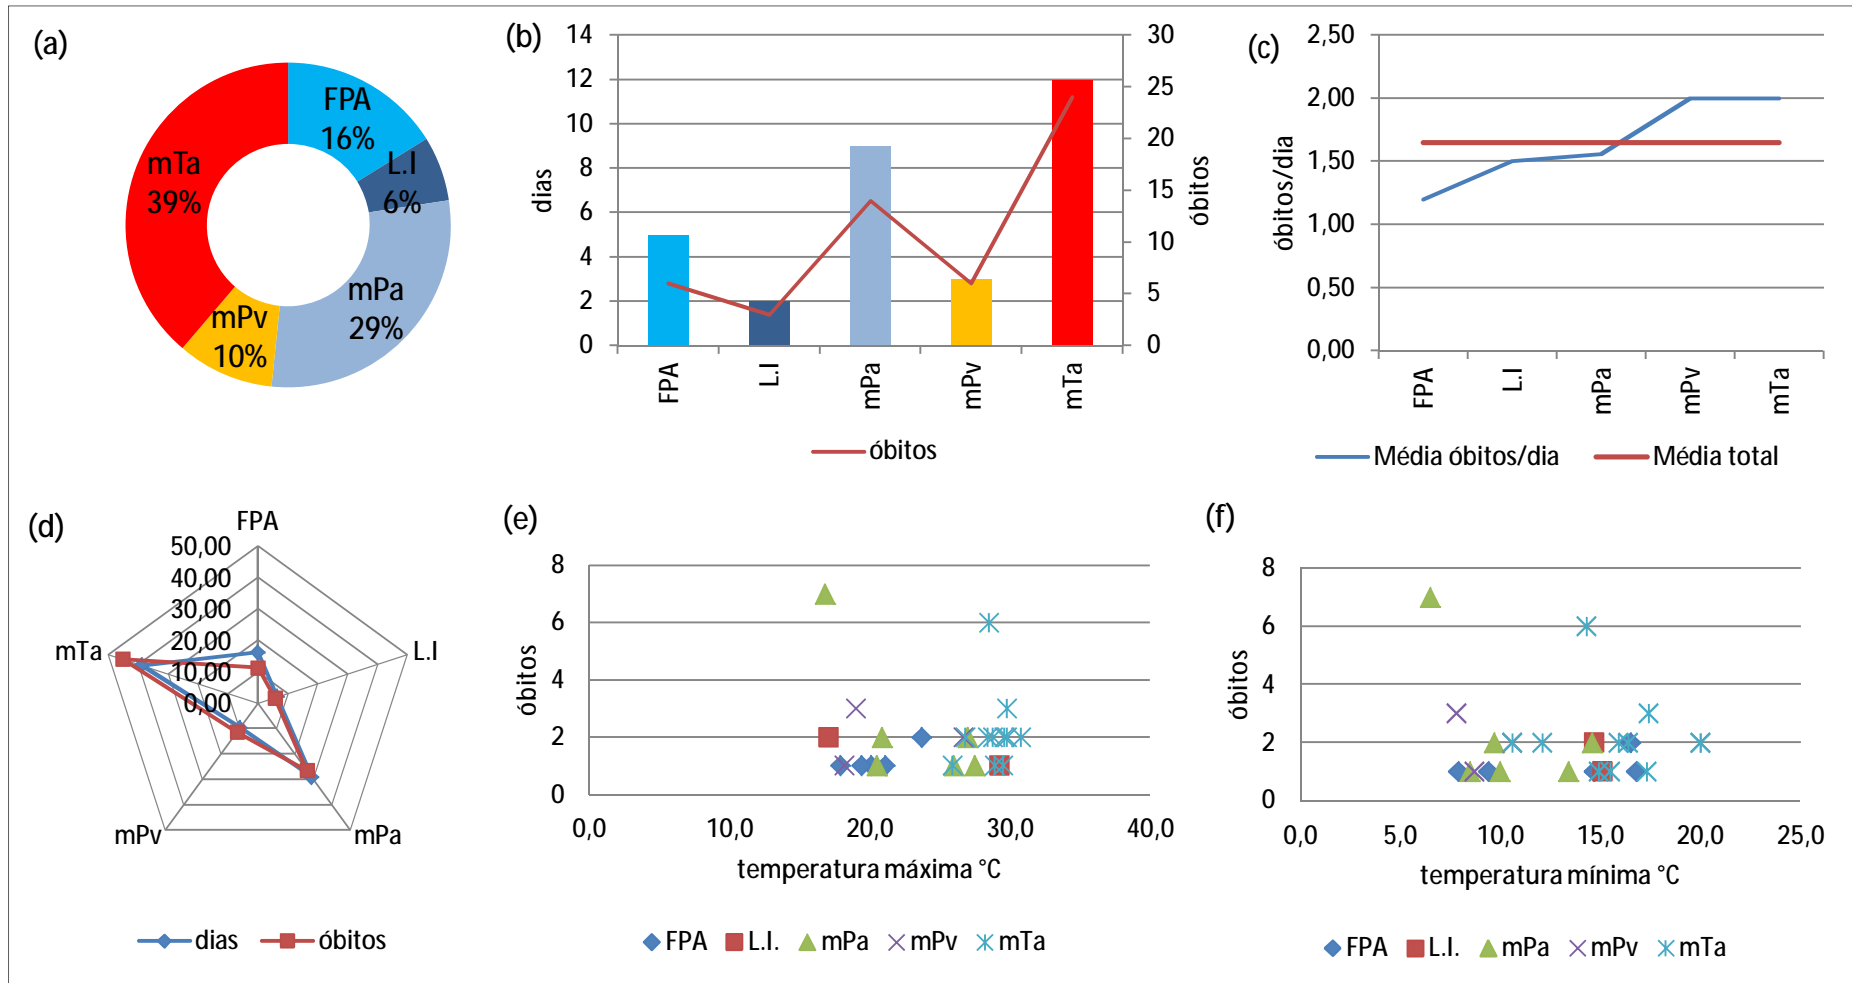 (a)
FPA
16%
L.I
6%
mPa
29%
mPv
10%
mTa
39%
(b)
14
12
10
8
6
4
2
0
dias
30
25
20
15
10
5
0
óbitos
FPA
L.I
mPa
mPv
mTa
óbitos
(c)
2,50
2,00
1,50
1,00
0,50
0,00
óbitos/dia
FPA
L.I
mPa
mPv
mTa
Média óbitos/dia
Média total
(d)
FPA
50,00
40,00
30,00
20,00
10,00
0,00
L.I
mPa
mPv
mTa
dias
óbitos
(e)
8
6
4
2
0
óbitos
0,0 10,0 20,0 30,0 40,0
temperatura máxima °C
FPA L.I. mPa mPv mTa
(f)
8
6
4
2
0
óbitos
0,0 5,0 10,0 15,0 20,0 25,0
temperatura mínima °C
FPA L.I. mPa mPv mTa